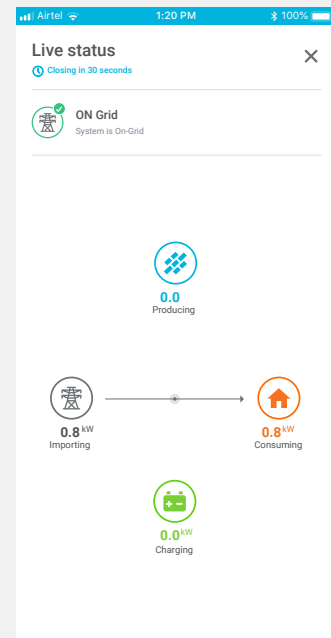 Airtel 1:20 PM 100%
Live status
Closing in 30 seconds
ON Grid
System is On-Grid
0.0
Producing
0.8 kW 0.8 kW
Importing Consuming
0.0 kW
Charging